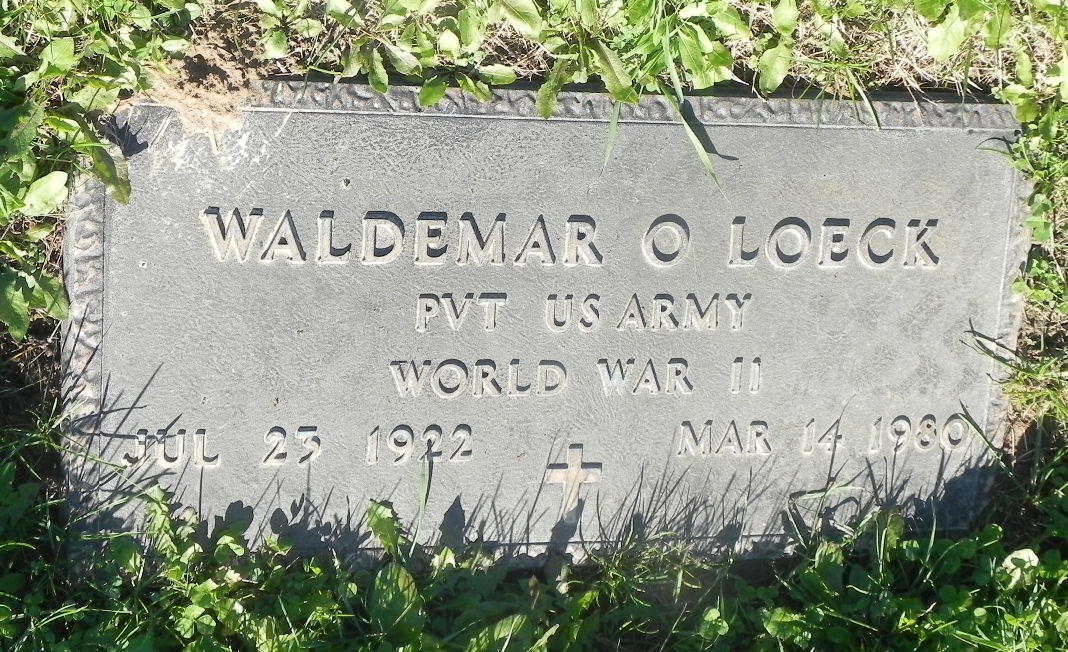 WALDEMAR O LOECK
PVT US ARMY
WORLD WAR II
JUL 23 1922 MAR 14 1980